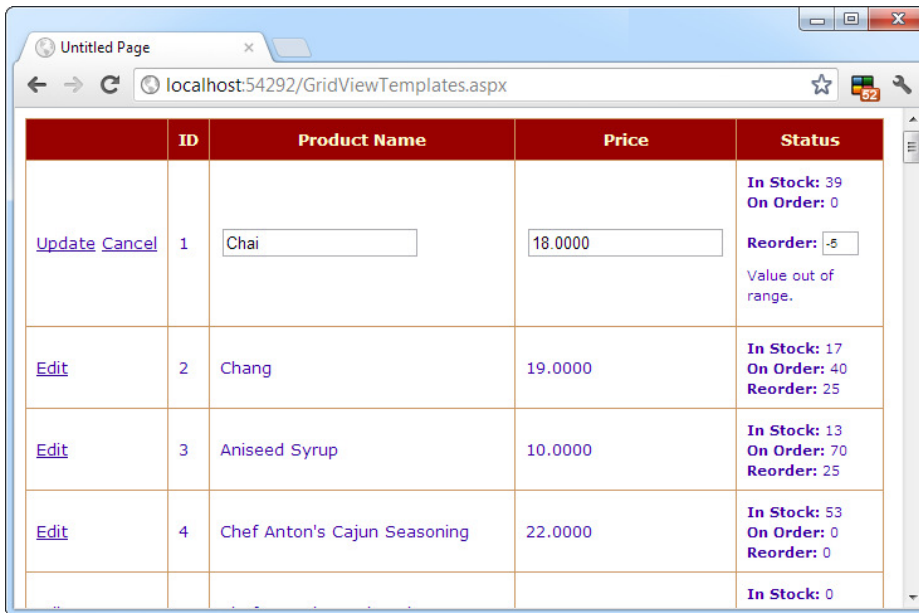 Untitled Page
localhost:54292/GridViewTemplates.aspx
52
ID Product Name Price Status
Update Cancel 1 Chai 18.0000
In Stock: 39
On Order: 0
Reorder: -5
Value out of
range.
Edit 2 Chang 19.0000
In Stock: 17
On Order: 40
Reorder: 25
Edit 3 Aniseed Syrup 10.0000
In Stock: 13
On Order: 70
Reorder: 25
Edit 4 Chef Anton's Cajun Seasoning 22.0000
In Stock: 53
On Order: 0
Reorder: 0
In Stock: 0